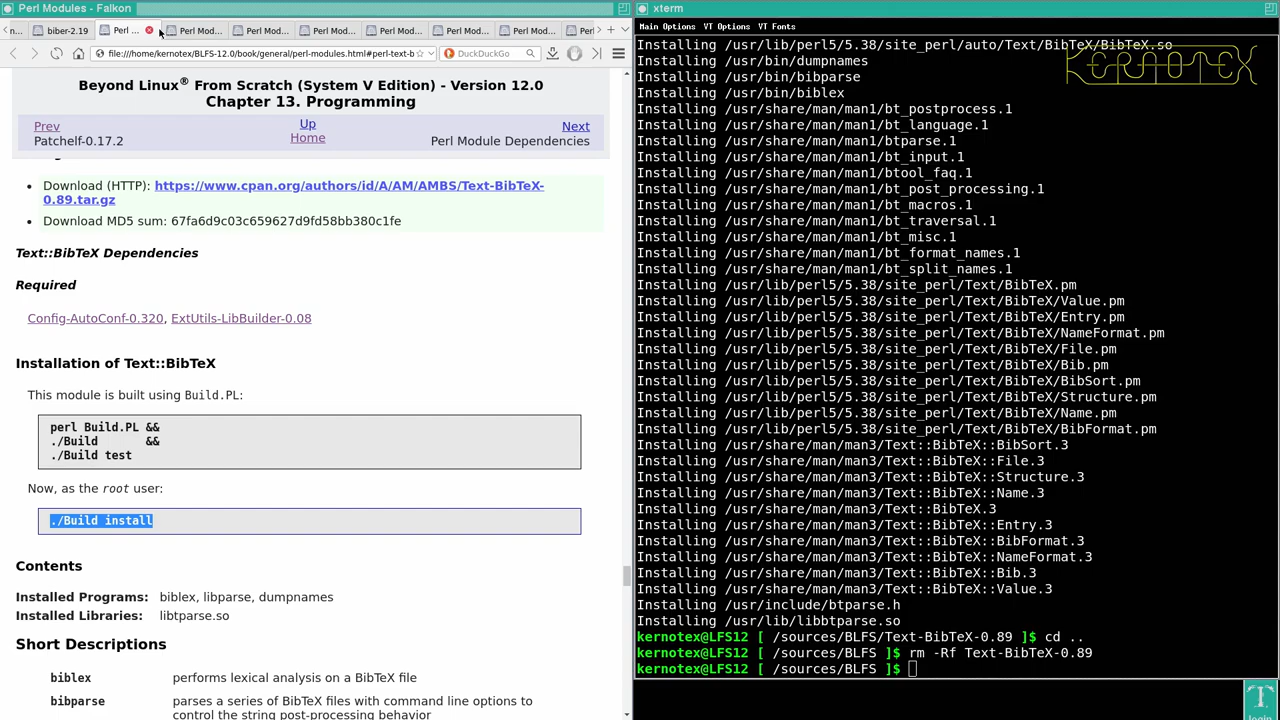 Perl Modules - Falkon
n...
biber-2.19
Perl ...
Perl Mod...
Perl Mod...
Perl Mod...
Perl Mod...
Perl Mod...
Perl Mod...
Perl
file:///home/kernotex/BLFS-12.0/book/general/perl-modules.html#perl-text-b
DuckDuckGo
Beyond Linux® From Scratch (System V Edition) - Version 12.0
Chapter 13. Programming
Prev
Up
Next
Patchelf-0.17.2
Home
Perl Module Dependencies
• Download (HTTP): https://www.cpan.org/authors/id/A/AM/AMBS/Text-BibTeX-
0.89.tar.gz
• Download MD5 sum: 67fa6d9c03c659627d9fd58bb380c1fe
Text::BibTeX Dependencies
Required
Config-AutoConf-0.320, ExtUtils-LibBuilder-0.08
Installation of Text::BibTeX
This module is built using Build.PL:
perl Build.PL &&
./Build      &&
./Build test
Now, as the root user:
./Build install
Contents
Installed Programs: biblex, libparse, dumpnames
Installed Libraries: libtparse.so
Short Descriptions
biblex performs lexical analysis on a BibTeX file
bibparse parses a series of BibTeX files with command line options to
control the string post-processing behavior
xterm
Main Options VT Options VT Fonts
KERNOTEX
Installing /usr/lib/perl5/5.38/site_perl/auto/Text/BibTeX/BibTeX.so
Installing /usr/bin/dumpnames
Installing /usr/bin/bibparse
Installing /usr/bin/biblex
Installing /usr/share/man/man1/bt_postprocess.1
Installing /usr/share/man/man1/bt_language.1
Installing /usr/share/man/man1/btparse.1
Installing /usr/share/man/man1/bt_input.1
Installing /usr/share/man/man1/btool_faq.1
Installing /usr/share/man/man1/bt_post_processing.1
Installing /usr/share/man/man1/bt_macros.1
Installing /usr/share/man/man1/bt_traversal.1
Installing /usr/share/man/man1/bt_misc.1
Installing /usr/share/man/man1/bt_format_names.1
Installing /usr/share/man/man1/bt_split_names.1
Installing /usr/lib/perl5/5.38/site_perl/Text/BibTeX.pm
Installing /usr/lib/perl5/5.38/site_perl/Text/BibTeX/Value.pm
Installing /usr/lib/perl5/5.38/site_perl/Text/BibTeX/Entry.pm
Installing /usr/lib/perl5/5.38/site_perl/Text/BibTeX/NameFormat.pm
Installing /usr/lib/perl5/5.38/site_perl/Text/BibTeX/File.pm
Installing /usr/lib/perl5/5.38/site_perl/Text/BibTeX/Bib.pm
Installing /usr/lib/perl5/5.38/site_perl/Text/BibTeX/BibSort.pm
Installing /usr/lib/perl5/5.38/site_perl/Text/BibTeX/Structure.pm
Installing /usr/lib/perl5/5.38/site_perl/Text/BibTeX/Name.pm
Installing /usr/lib/perl5/5.38/site_perl/Text/BibTeX/BibFormat.pm
Installing /usr/share/man/man3/Text::BibTeX::BibSort.3
Installing /usr/share/man/man3/Text::BibTeX::File.3
Installing /usr/share/man/man3/Text::BibTeX::Structure.3
Installing /usr/share/man/man3/Text::BibTeX::Name.3
Installing /usr/share/man/man3/Text::BibTeX.3
Installing /usr/share/man/man3/Text::BibTeX::Entry.3
Installing /usr/share/man/man3/Text::BibTeX::BibFormat.3
Installing /usr/share/man/man3/Text::BibTeX::NameFormat.3
Installing /usr/share/man/man3/Text::BibTeX::Bib.3
Installing /usr/share/man/man3/Text::BibTeX::Value.3
Installing /usr/include/btparse.h
Installing /usr/lib/libbtparse.so
kernotex@LFS12 [ /sources/BLFS/Text-BibTeX-0.89 ]$ cd ..
kernotex@LFS12 [ /sources/BLFS ]$ rm -Rf Text-BibTeX-0.89
kernotex@LFS12 [ /sources/BLFS ]$
login